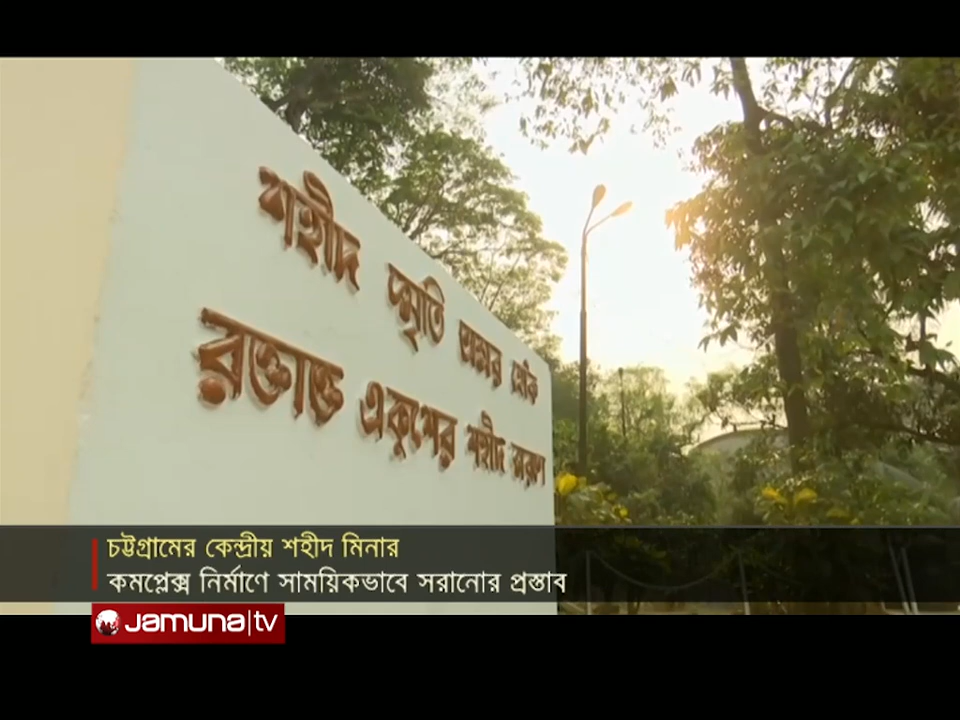 শহীদ স্মৃতি অমর হোক
রক্তাক্ত একুশের শহীদ স্মরণে
চট্টগ্রামের কেন্দ্রীয় শহীদ মিনার
কমপ্লেক্স নির্মাণে সাময়িকভাবে সরানোর প্রস্তাব
JAMUNA|tv